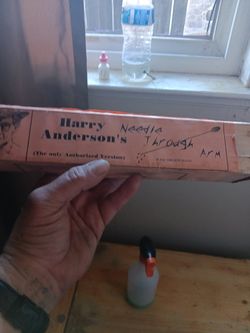 Harry
Anderson's
(The only Authorized Version)
Needle
Through
Arm